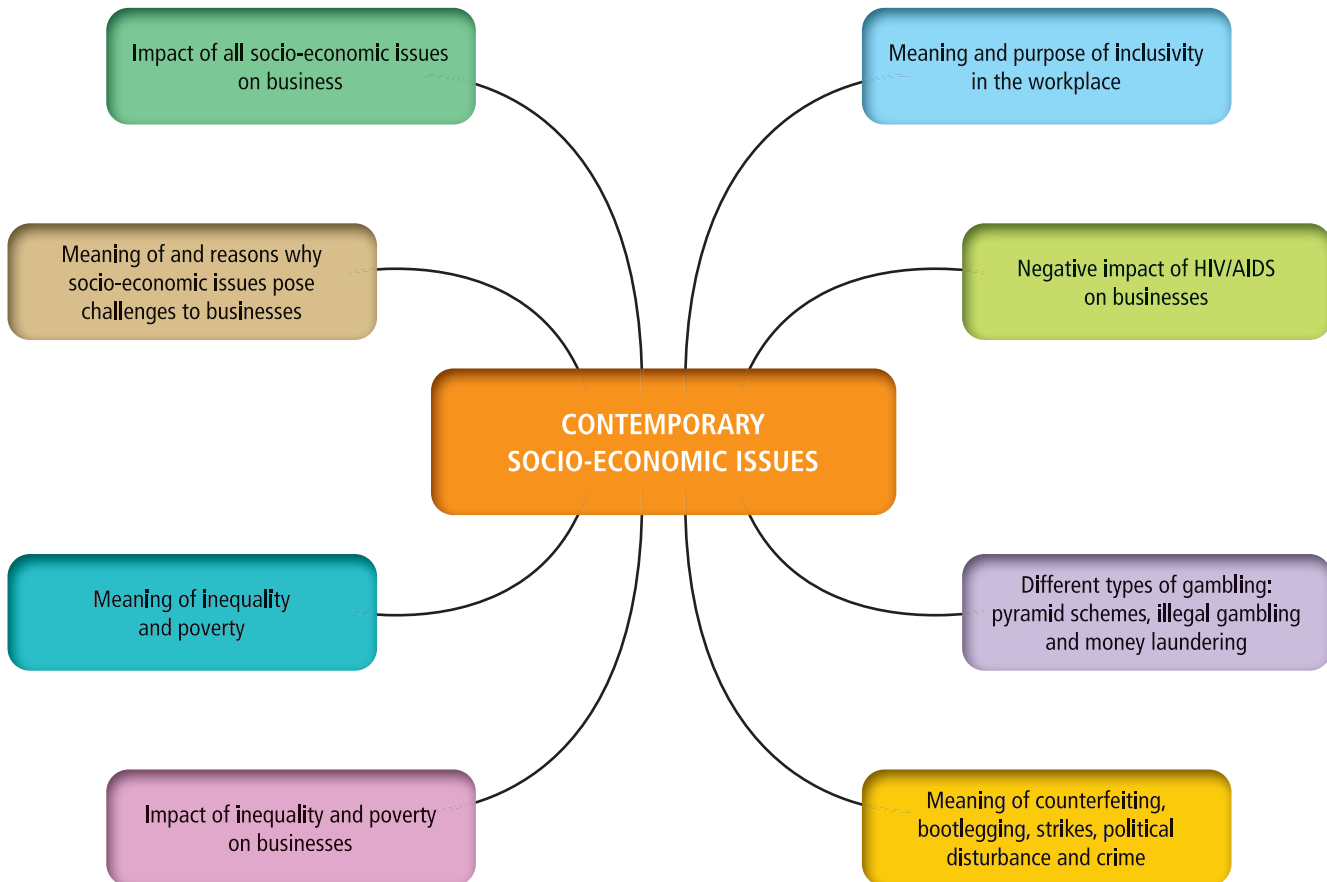 Impact of all socio-economic issues
on business
Meaning and purpose of inclusivity
in the workplace
Meaning of and reasons why
socio-economic issues pose
challenges to businesses
Negative impact of HIV/AIDS
on businesses
CONTEMPORARY
SOCIO-ECONOMIC ISSUES
Meaning of inequality
and poverty
Different types of gambling:
pyramid schemes, illegal gambling
and money laundering
Impact of inequality and poverty
on businesses
Meaning of counterfeiting,
bootlegging, strikes, political
disturbance and crime